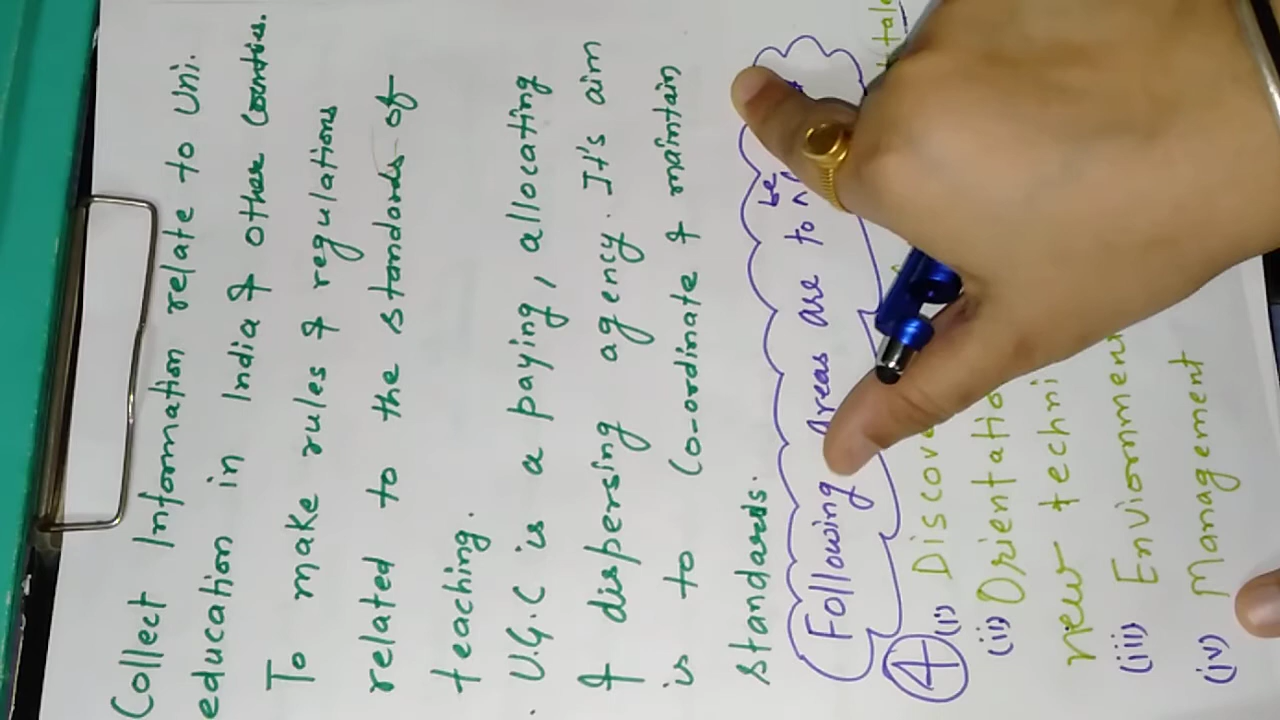 Collect Information relate to Uni.
education in India & other countries.
To make rules & regulations
related to the standards of
teaching.
. U.G.C is a paying, allocating
& dispersing agency. It's aim
is to Co-ordinate & maintain
standards.
Following areas are to be
A (i)
(ii) Orientatio
new techni
(iii) Enviornment
(iv) Management